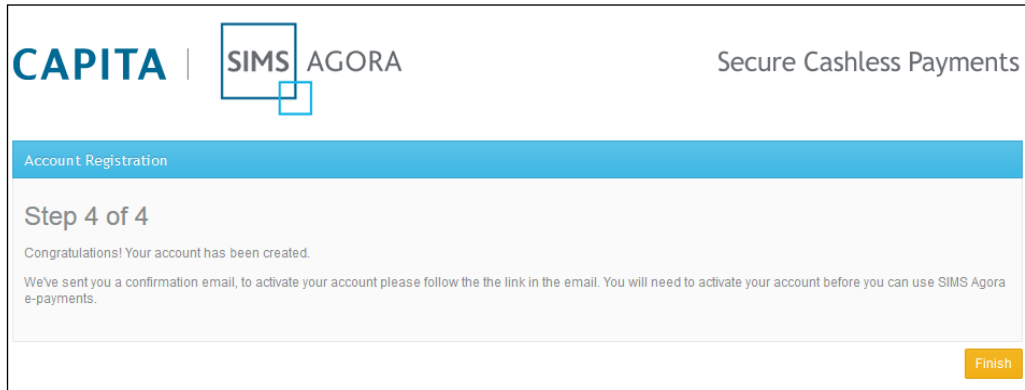 CAPITA | SIMS AGORA Secure Cashless Payments
Account Registration
Step 4 of 4
Congratulations! Your account has been created.
We've sent you a confirmation email, to activate your account please follow the the link in the email. You will need to activate your account before you can use SIMS Agora
e-payments.
Finish